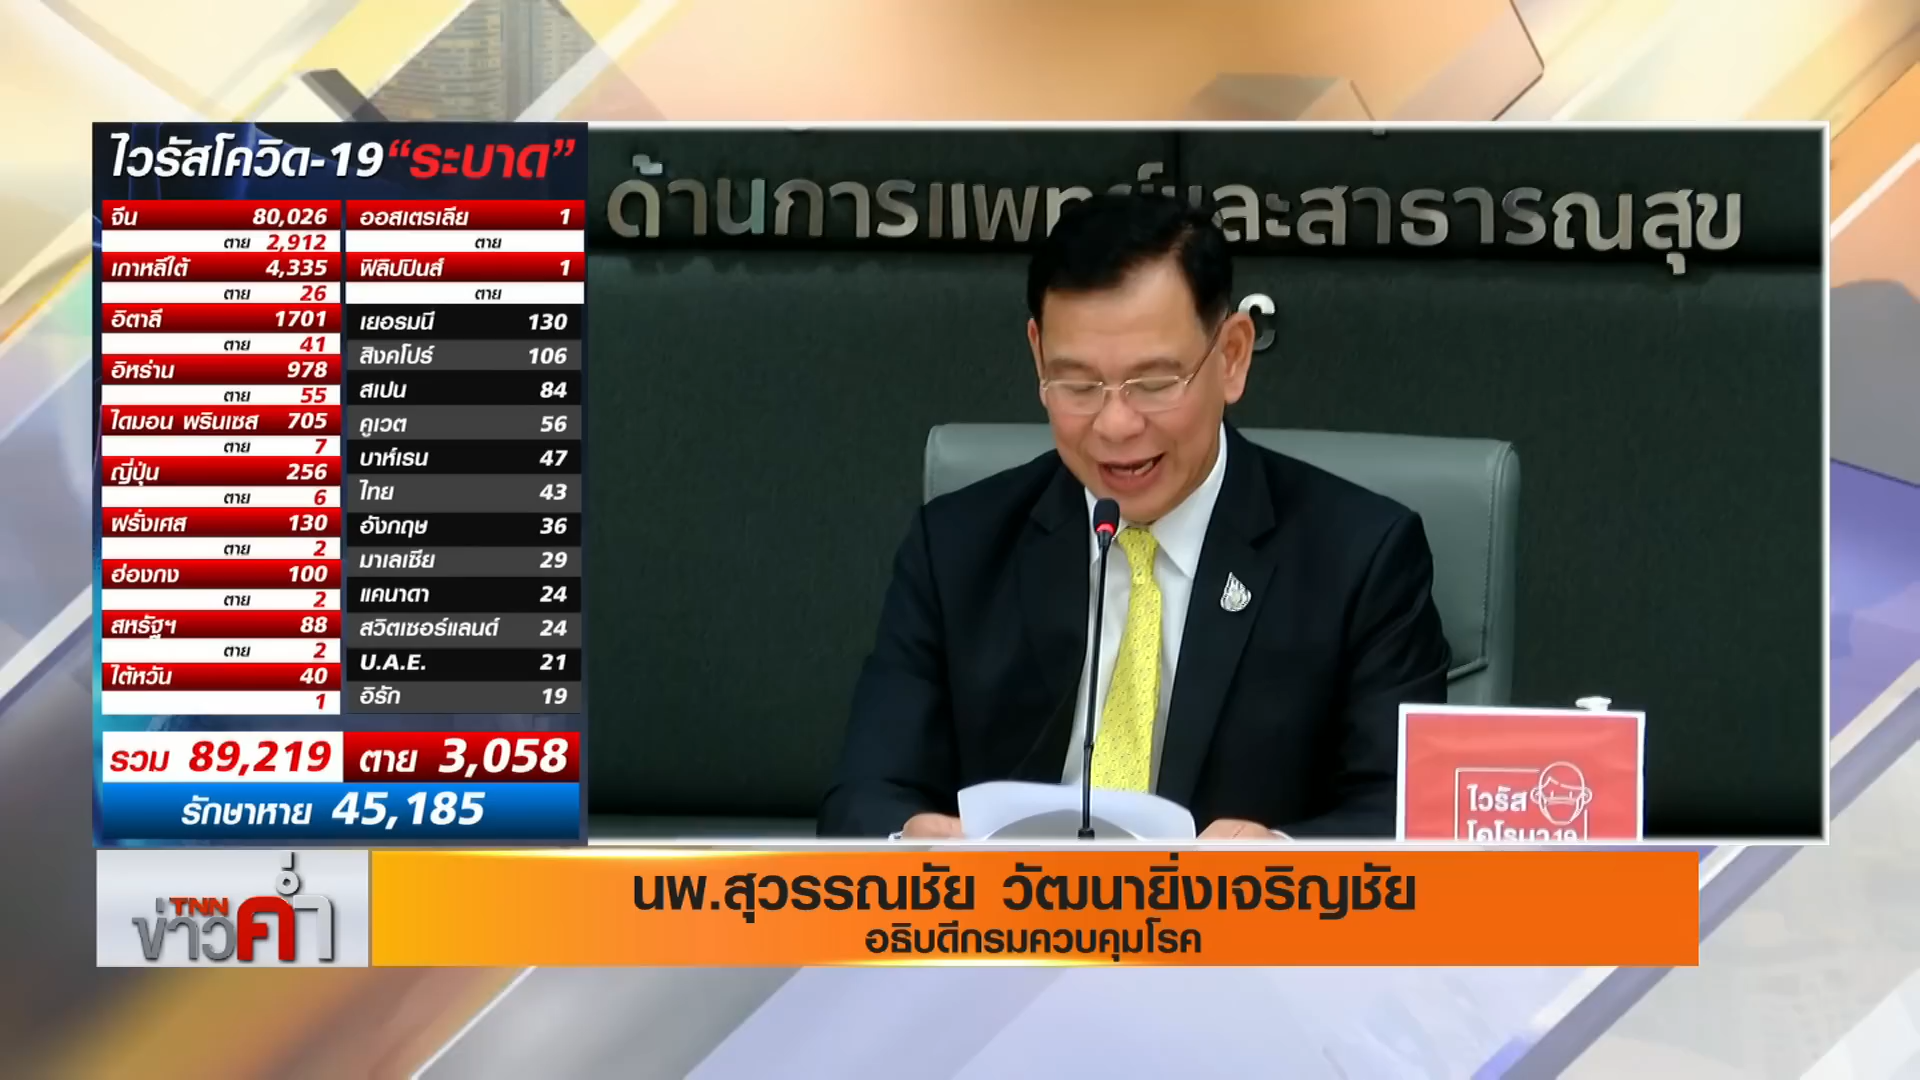 ไวรัสโควิด-19 “ระบาด”
จีน 80,026
ตาย 2,912
เกาหลีใต้ 4,335
ตาย 26
อิตาลี 1701
ตาย 41
อิหร่าน 978
ตาย 55
ไดมอน พรินเซส 705
ตาย 7
ญี่ปุ่น 256
ตาย 6
ฝรั่งเศส 130
ตาย 2
ฮ่องกง 100
ตาย 2
สหรัฐฯ 88
ตาย 2
ไต้หวัน 40
1
ออสเตรเลีย 1
ตาย
ฟิลิปปินส์ 1
ตาย
เยอรมนี 130
สิงคโปร์ 106
สเปน 84
คูเวต 56
บาห์เรน 47
ไทย 43
อังกฤษ 36
มาเลเซีย 29
แคนาดา 24
สวิตเซอร์แลนด์ 24
U.A.E. 21
อิรัก 19
รวม 89,219 ตาย 3,058
รักษาหาย 45,185
ด้านการแพทย์และสาธารณสุข
C
ไวรัส
โคโรนา19
TNN
ข่าวค่ำ
นพ.สุวรรณชัย วัฒนายิ่งเจริญชัย
อธิบดีกรมควบคุมโรค